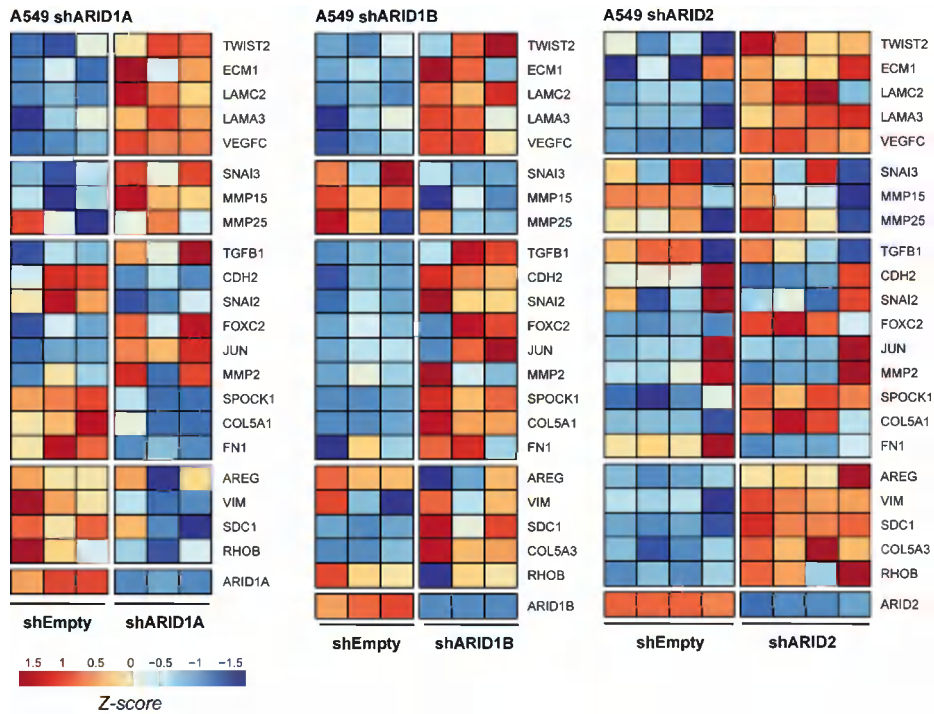 A549 shARID1A
TWIST2
ECM1
LAMC2
LAMA3
VEGFC
SNAI3
MMP15
MMP25
TGFB1
CDH2
SNAI2
FOXC2
JUN
MMP2
SPOCK1
COL5A1
FN1
AREG
VIM
SDC1
RHOB
ARID1A
shEmpty shARID1A
1.5 1 0.5 0 −0.5 −1 −1.5
Z-score
A549 shARID1B
TWIST2
ECM1
LAMC2
LAMA3
VEGFC
SNAI3
MMP15
MMP25
TGFB1
CDH2
SNAI2
FOXC2
JUN
MMP2
SPOCK1
COL5A1
FN1
AREG
VIM
SDC1
COL5A3
RHOB
ARID1B
shEmpty shARID1B
A549 shARID2
TWIST2
ECM1
LAMC2
LAMA3
VEGFC
SNAI3
MMP15
MMP25
TGFB1
CDH2
SNAI2
FOXC2
JUN
MMP2
SPOCK1
COL5A1
FN1
AREG
VIM
SDC1
COL5A3
RHOB
ARID2
shEmpty shARID2